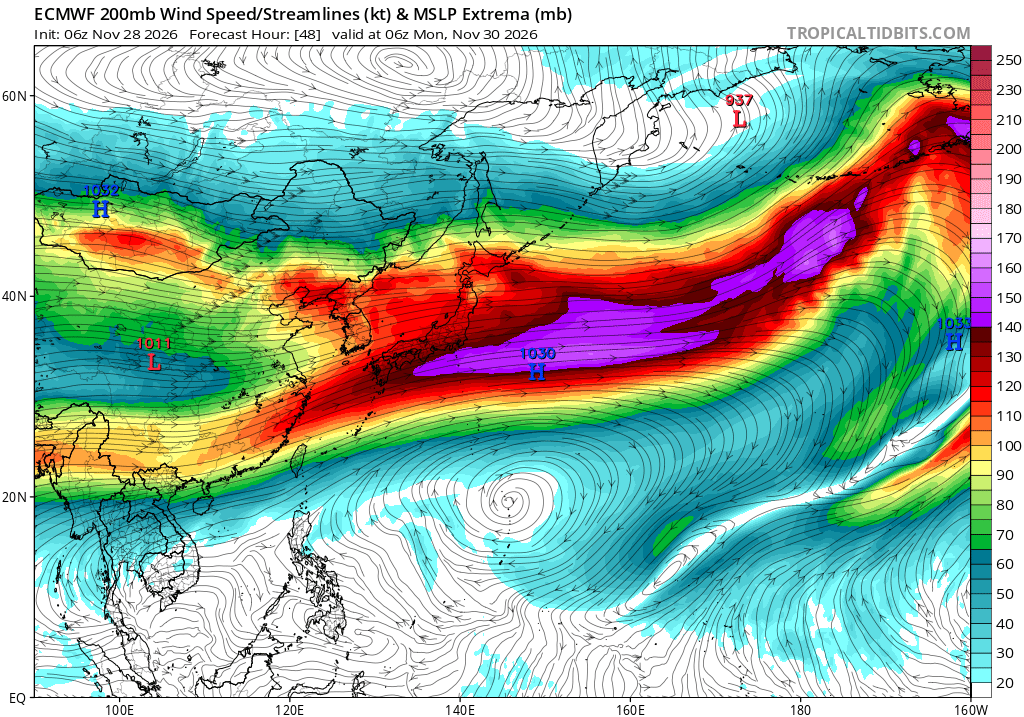 ECMWF 200mb Wind Speed/Streamlines (kt) & MSLP Extrema (mb)
Init: 06z Nov 28 2026 Forecast Hour: [48] valid at 06z Mon, Nov 30 2026
TROPICALTIDBITS.COM
250
230
220
210
200
190
180
170
160
150
140
130
120
110
100
90
80
70
60
50
40
30
20
60N
40N
20N
EQ
937
L
1032
H
1011
L
1030
H
H
100E
120E
140E
160E
180
160W